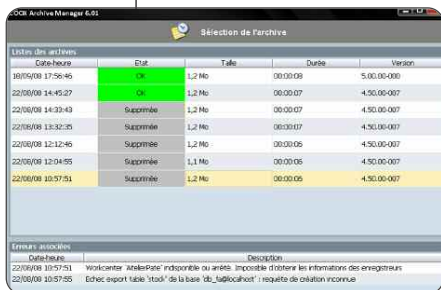 COCB Archive Manager 6.01
Sélection de l'archive
Listes des archives
Date-heure Etat Taille Durée Version
18/09/08 17:56:46 OK 1,2 Mo 00:00:08 5.00.00-000
22/08/08 14:45:27 OK 1,2 Mo 00:00:07 4.50.00-007
22/08/08 14:33:43 Supprimée 1,2 Mo 00:00:07 4.50.00-007
22/08/08 13:32:35 Supprimée 1,2 Mo 00:00:07 4.50.00-007
22/08/08 12:12:46 Supprimée 1,2 Mo 00:00:06 4.50.00-007
22/08/08 12:04:55 Supprimée 1,1 Mo 00:00:06 4.50.00-007
22/08/08 10:57:51 Supprimée 1,2 Mo 00:00:06 4.50.00-007
Erreurs associées
Date-heure Description
22/08/08 10:57:51 Workcenter 'AtelierPate' indisponible ou arrêté. Impossible d'obtenir les informations des enregistreurs
22/08/08 10:57:55 Echec export table 'stock' de la base 'db_fa@localhost' : requête de création inconnue